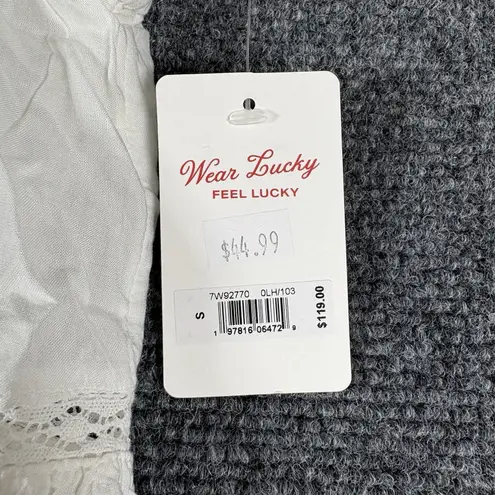 Wear Lucky
FEEL LUCKY
$44.99
7W92770 0LH/103
S
1 97816 06472 9
$119.00